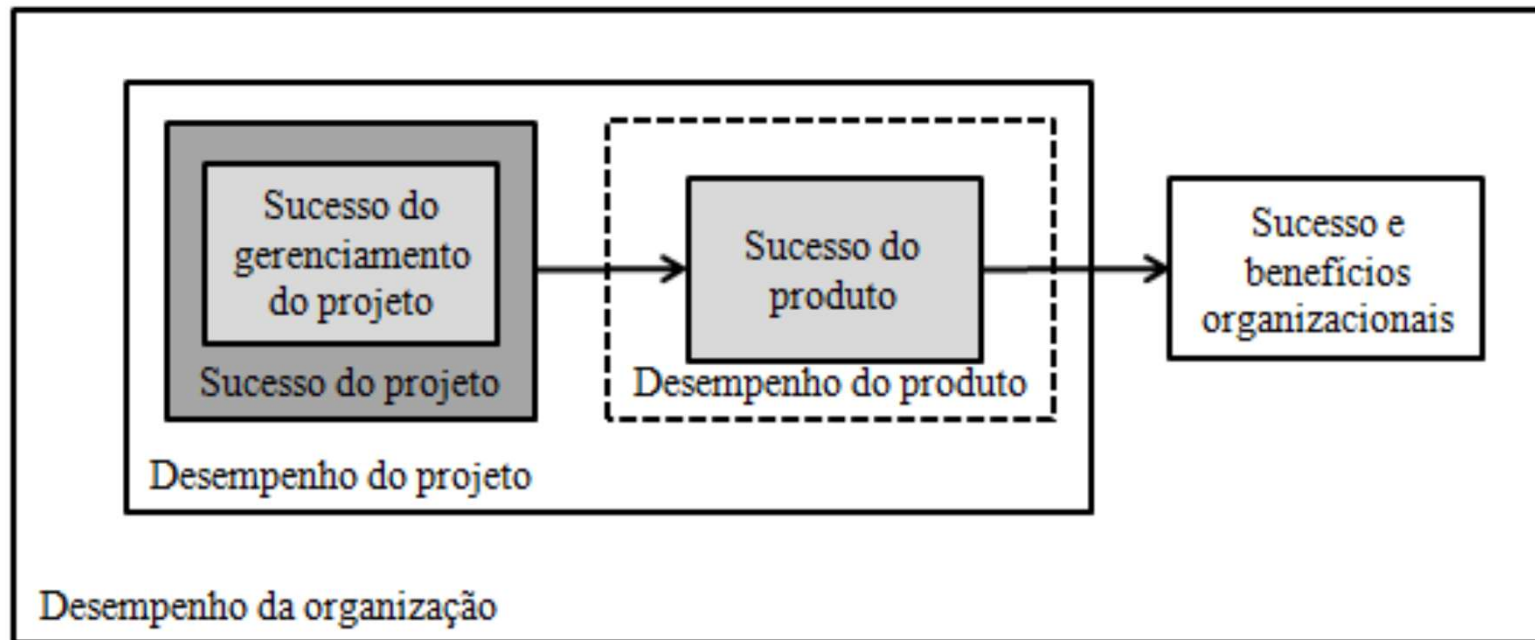 Sucesso do
gerenciamento
do projeto
Sucesso do projeto
Sucesso do
produto
Desempenho do produto
Sucesso e
benefícios
organizacionais
Desempenho do projeto
Desempenho da organização